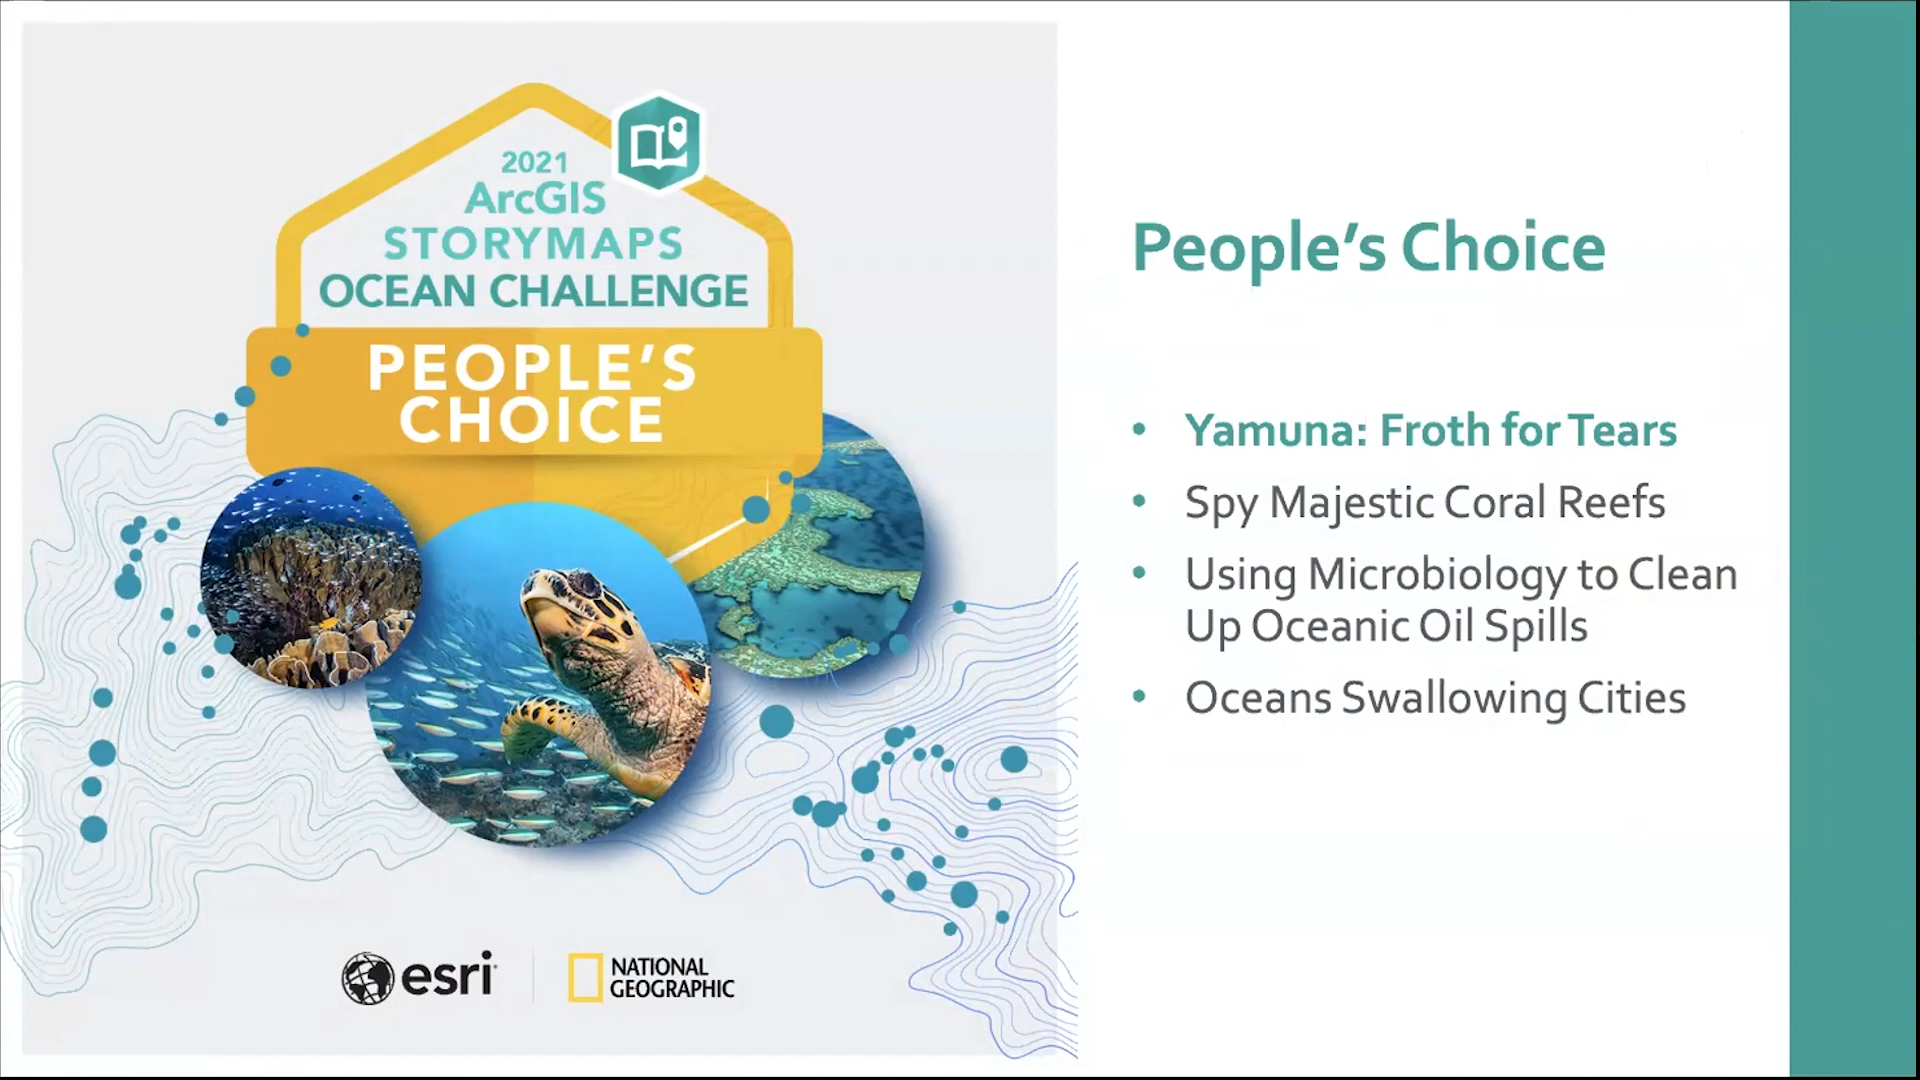 2021
ArcGIS
STORYMAPS
OCEAN CHALLENGE
PEOPLE'S
CHOICE
esri
NATIONAL
GEOGRAPHIC
People's Choice
• Yamuna: Froth for Tears
• Spy Majestic Coral Reefs
• Using Microbiology to Clean
Up Oceanic Oil Spills
• Oceans Swallowing Cities